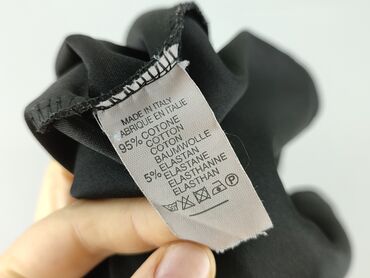 MADE IN ITALY
FABRIQUE EN ITALIE
95% COTONE
COTTON
COTON
BAUMWOLLE
5% ELASTAN
ELASTANE
ELASTHANNE
ELASTHAN
P